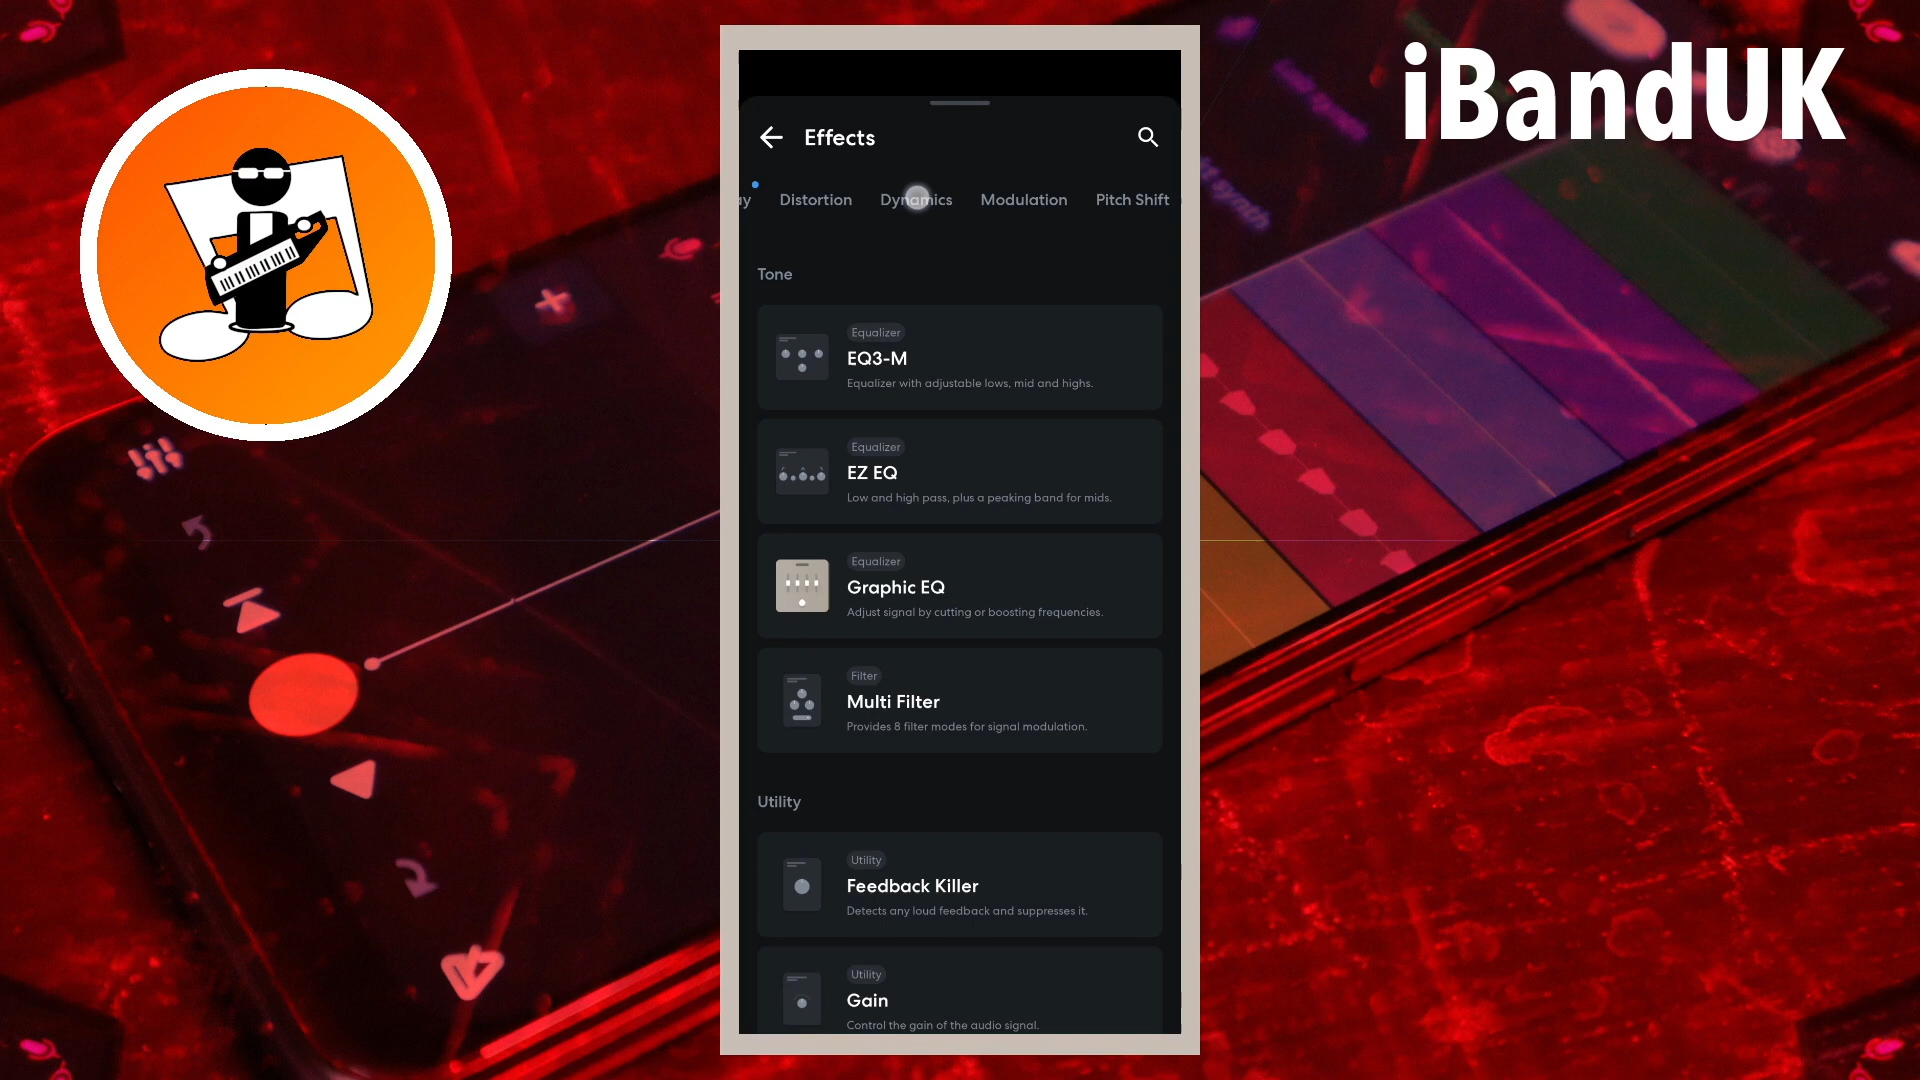 iBandUK
Effects
ay Distortion Dynamics Modulation Pitch Shift
Tone
Equalizer
EQ3-M
Equalizer with adjustable lows, mid and highs.
Equalizer
EZ EQ
Low and high pass, plus a peaking band for mids.
Equalizer
Graphic EQ
Adjust signal by cutting or boosting frequencies.
Filter
Multi Filter
Provides 8 filter modes for signal modulation.
Utility
Utility
Feedback Killer
Detects any loud feedback and suppresses it.
Utility
Gain
Control the gain of the audio signal.